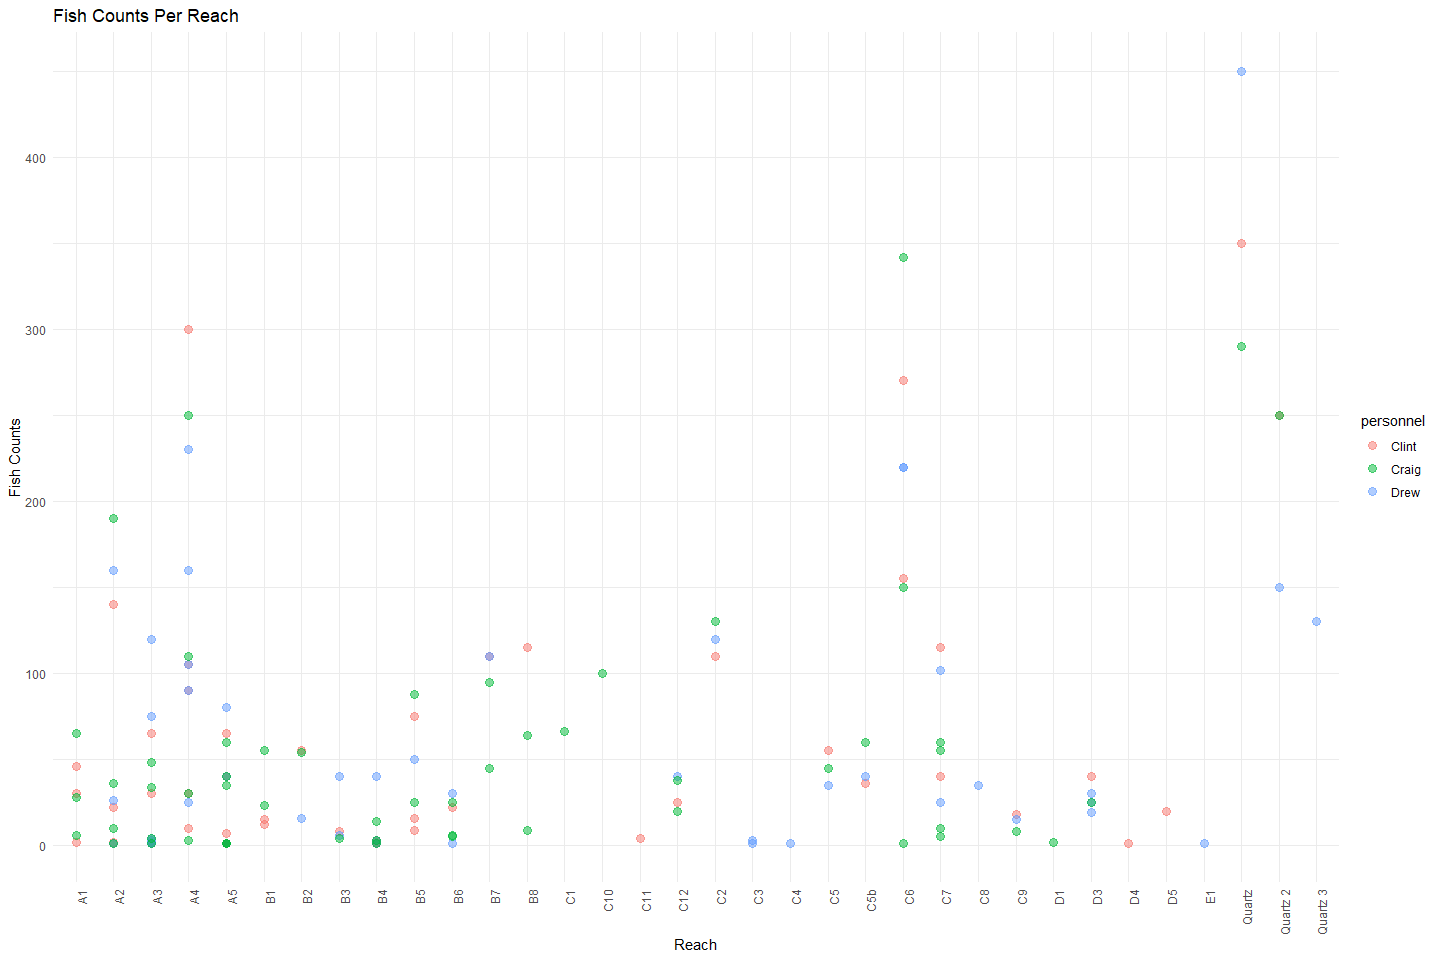 Fish Counts Per Reach
Fish Counts
400
300
200
100
0
A1
A2
A3
A4
A5
B1
B2
B3
B4
B5
B6
B7
B8
C1
C10
C11
C12
C2
C3
C4
C5
C5b
C6
C7
C8
C9
D1
D3
D4
D5
E1
Quartz
Quartz 2
Quartz 3
Reach
personnel
Clint
Craig
Drew